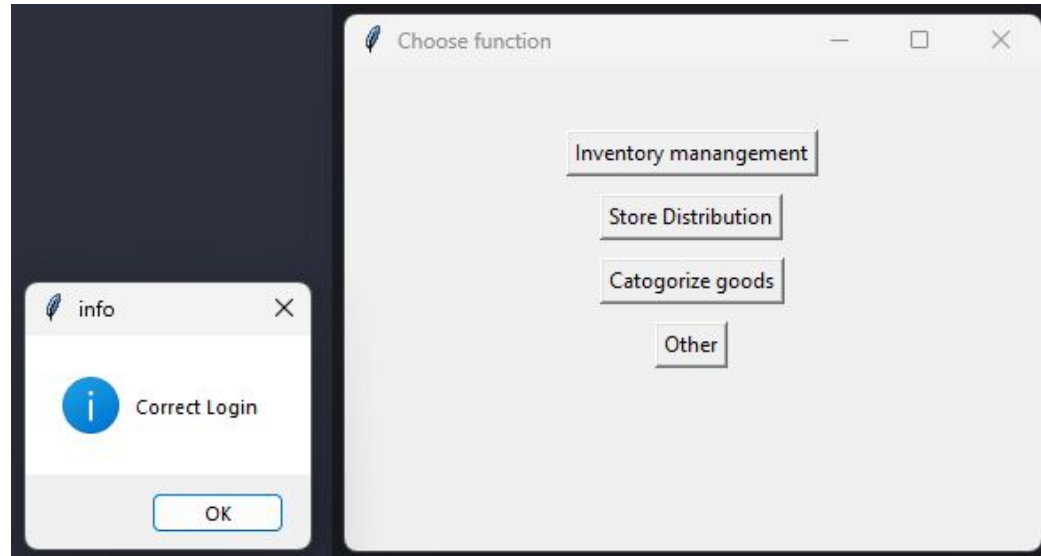 Choose function
Inventory manangement
Store Distribution
Catogorize goods
Other
info
i
Correct Login
OK